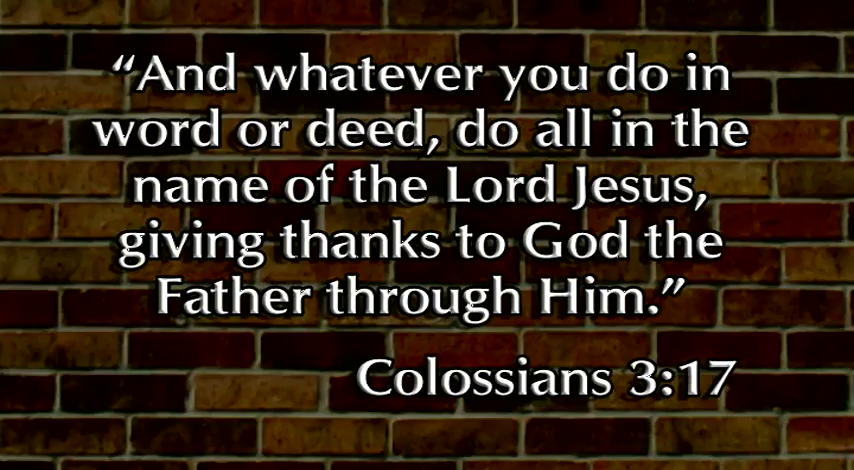 “And whatever you do in
word or deed, do all in the
name of the Lord Jesus,
giving thanks to God the
Father through Him.”
Colossians 3:17